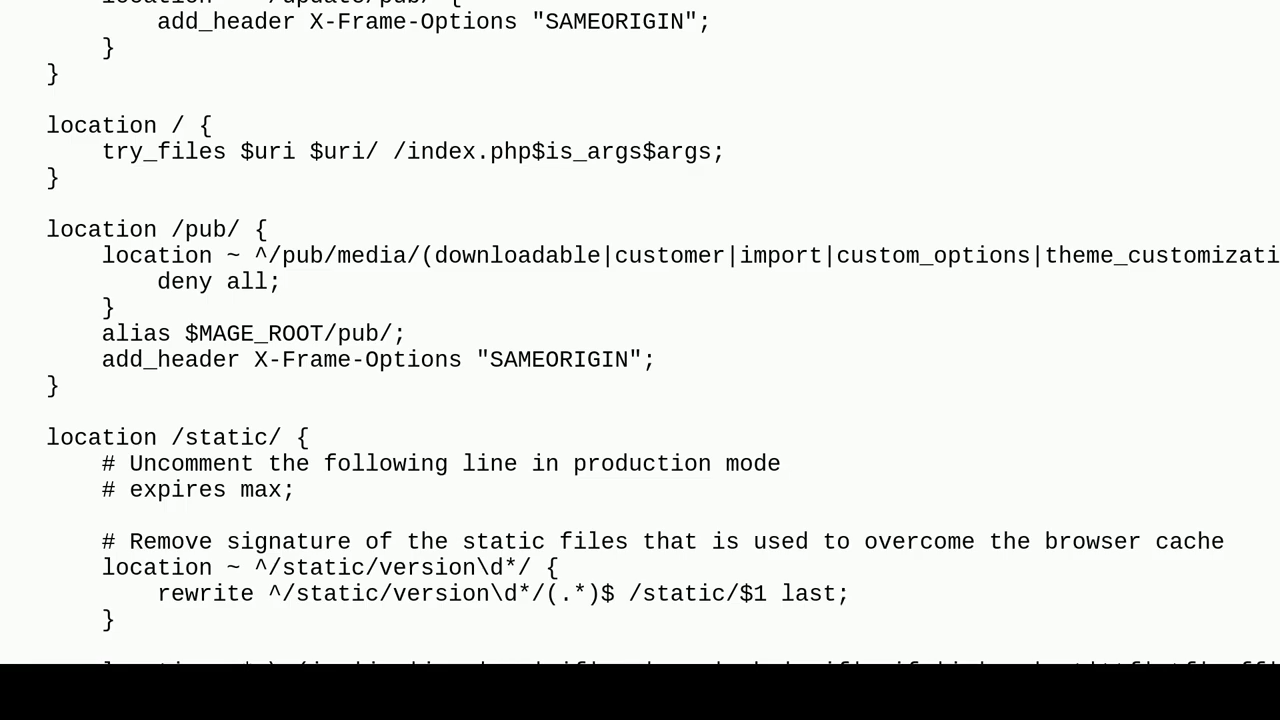 add_header X-Frame-Options "SAMEORIGIN";
}
}
location / {
try_files $uri $uri/ /index.php$is_args$args;
}
location /pub/ {
location ~ ^/pub/media/(downloadable|customer|import|custom_options|theme_customizati
deny all;
}
alias $MAGE_ROOT/pub/;
add_header X-Frame-Options "SAMEORIGIN";
}
location /static/ {
# Uncomment the following line in production mode
# expires max;
# Remove signature of the static files that is used to overcome the browser cache
location ~ ^/static/version\d*/ {
rewrite ^/static/version\d*/(.*)$ /static/$1 last;
}